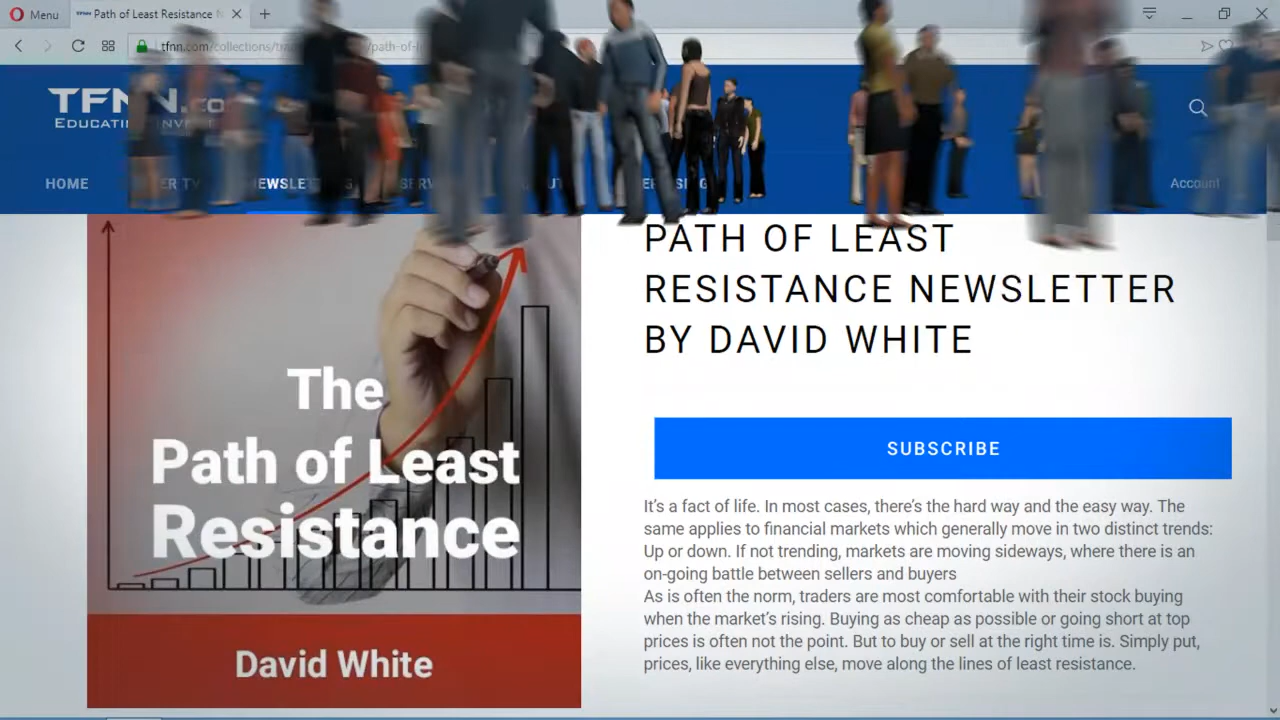 Menu
Path of Least Resistance
tfnn.com/collections/
/path-of-
TFNN
HOME
Account
The
Path of Least
Resistance
David White
PATH OF LEAST
RESISTANCE NEWSLETTER
BY DAVID WHITE
SUBSCRIBE
It's a fact of life. In most cases, there's the hard way and the easy way. The
same applies to financial markets which generally move in two distinct trends:
Up or down. If not trending, markets are moving sideways, where there is an
on-going battle between sellers and buyers
As is often the norm, traders are most comfortable with their stock buying
when the market's rising. Buying as cheap as possible or going short at top
prices is often not the point. But to buy or sell at the right time is. Simply put,
prices, like everything else, move along the lines of least resistance.